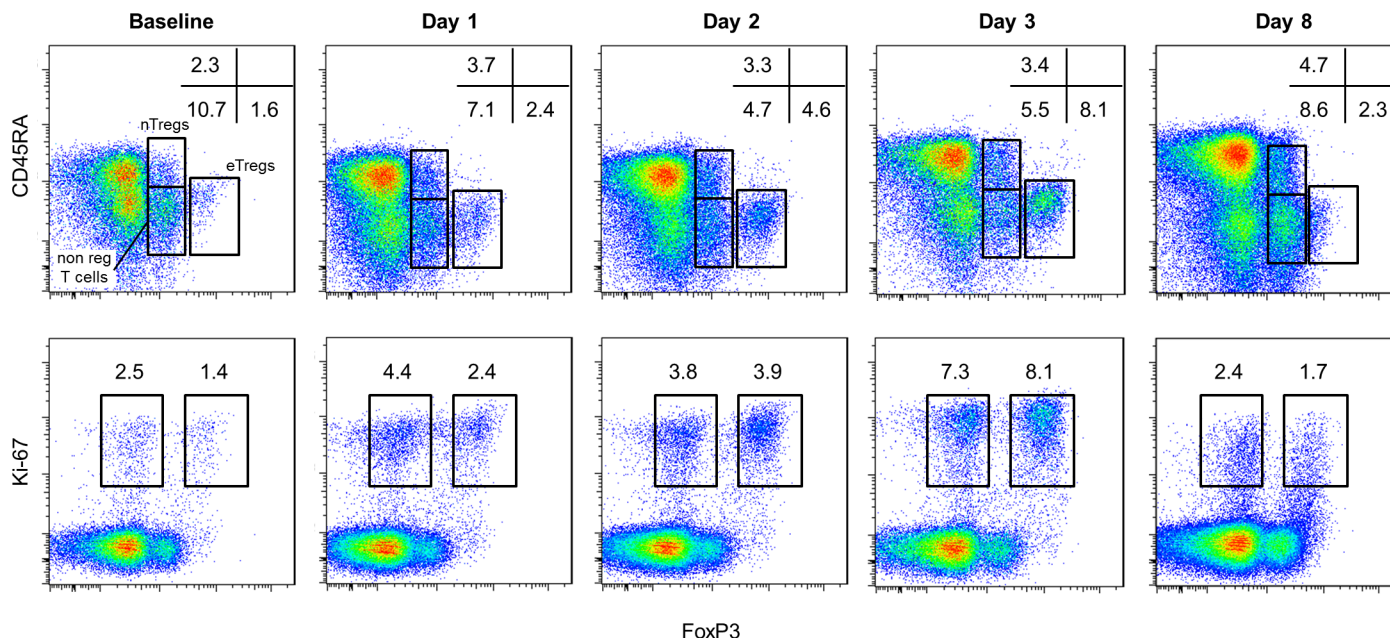 Baseline Day 1 Day 2 Day 3 Day 8
2.3 3.7 3.3 3.4 4.7
10.7 1.6 7.1 2.4 4.7 4.6 5.5 8.1 8.6 2.3
nTregs
eTregs
CD45RA
non reg
T cells
2.5 1.4 4.4 2.4 3.8 3.9 7.3 8.1 2.4 1.7
Ki-67
FoxP3